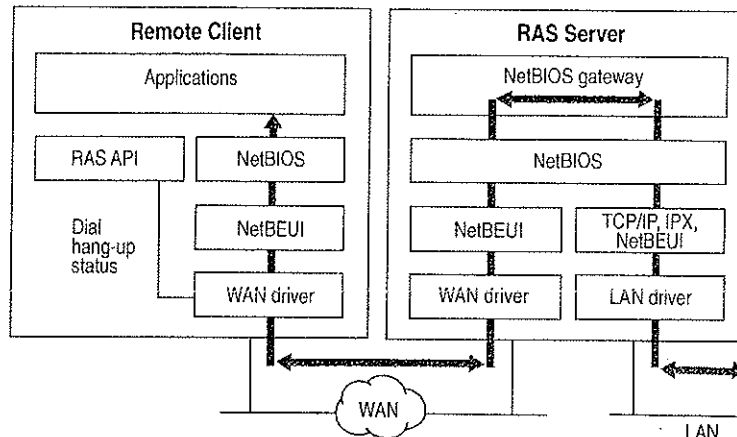 Remote Client
Applications
RAS API
NetBIOS
Dial
hang-up
status
NetBEUI
WAN driver
RAS Server
NetBIOS gateway
NetBIOS
NetBEUI
TCP/IP, IPX,
NetBEUI
WAN driver
LAN driver
WAN
LAN